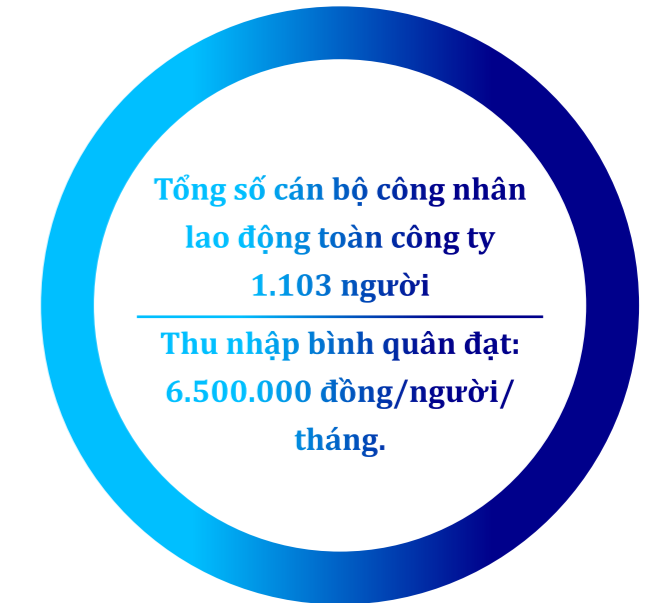 Tổng số cán bộ công nhân
lao động toàn công ty
1.103 người
Thu nhập bình quân đạt:
6.500.000 đồng/người/
tháng.